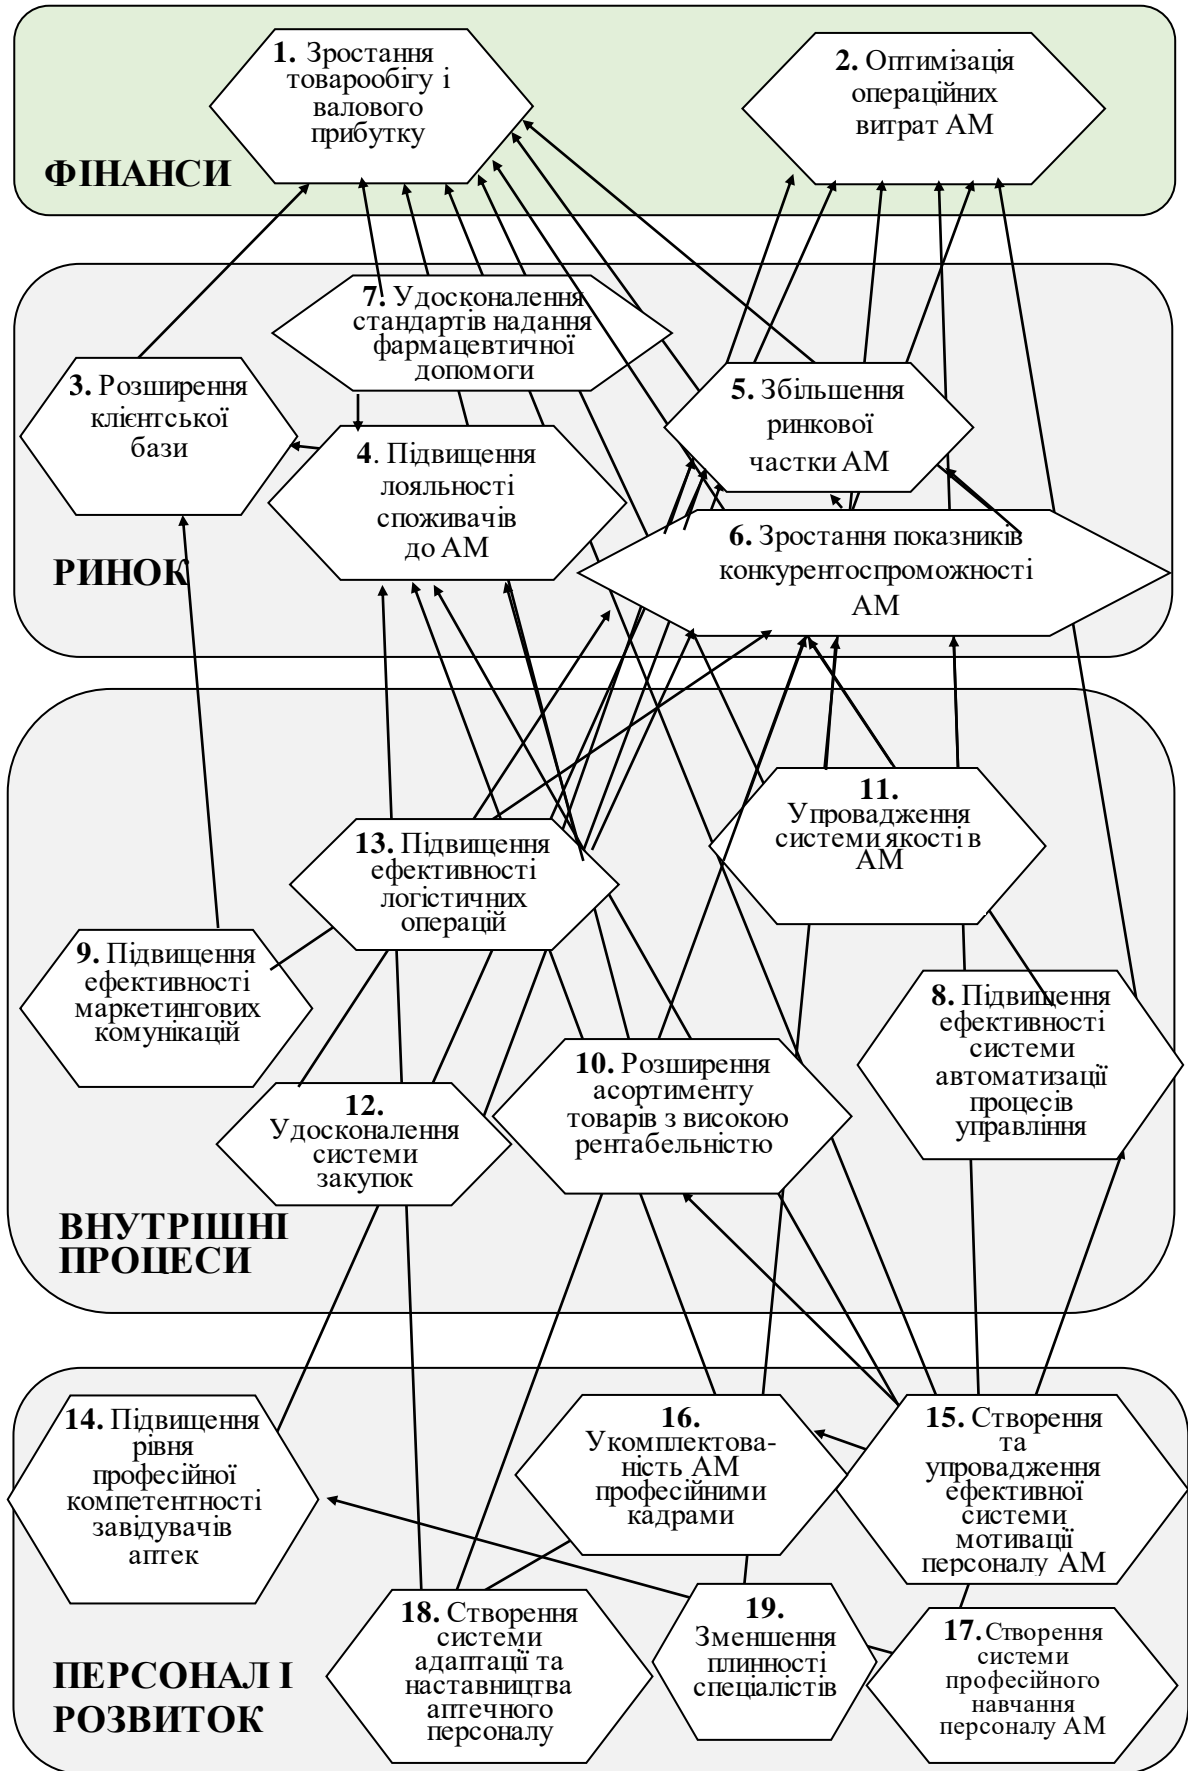 1. Зростання
товарообігу і
валового
прибутку
2. Оптимізація
операційних
витрат АМ
ФІНАНСИ
7. Удосконалення
стандартів надання
фармацевтичної
допомоги
3. Розширення
клієнтської
бази
5. Збільшення
ринкової
частки АМ
4. Підвищення
лояльності
споживачів
до АМ
6. Зростання показників
конкурентоспроможності
АМ
РИНОК
11.
Упровадження
системи якості в
АМ
13. Підвищення
ефективності
логістичних
операцій
9. Підвищення
ефективності
маркетингових
комунікацій
8. Підвищення
ефективності
системи
автоматизації
процесів
управління
10. Розширення
асортименту
товарів з високою
рентабельністю
12.
Удосконалення
системи
закупок
ВНУТРІШНІ
ПРОЦЕСИ
14. Підвищення
рівня
професійної
компетентності
завідувачів
аптек
16.
Укомплектова-
ність АМ
професійними
кадрами
15. Створення
та
упровадження
ефективної
системи
мотивації
персоналу АМ
18. Створення
системи
адаптації та
наставництва
аптечного
персоналу
19.
Зменшення
плинності
спеціалістів
17. Створення
системи
професійного
навчання
персоналу АМ
ПЕРСОНАЛ І
РОЗВИТОК